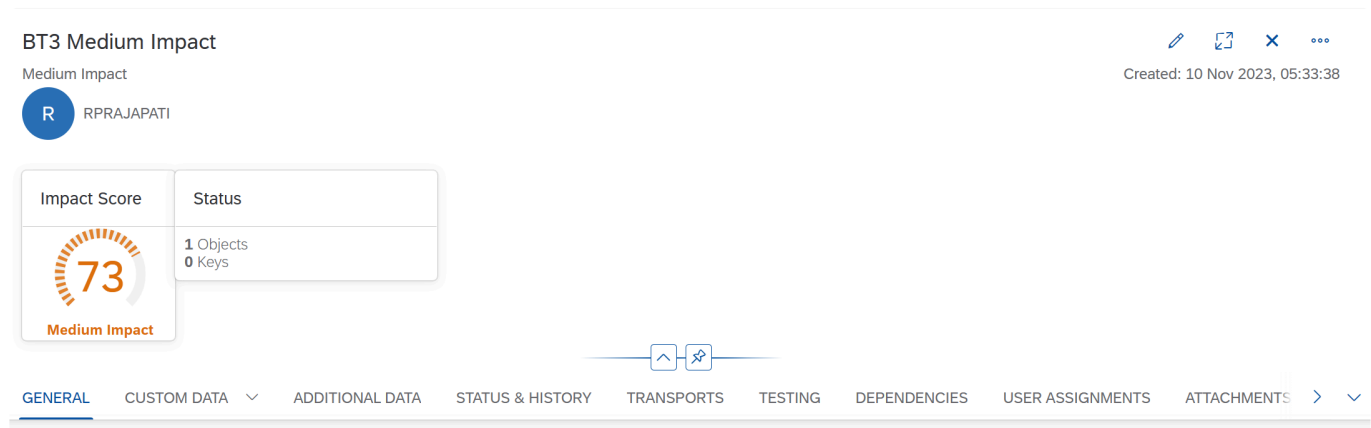 BT3 Medium Impact
Medium Impact
Created: 10 Nov 2023, 05:33:38
R
RPRAJAPATI
Impact Score
Status
1 Objects
0 Keys
73
Medium Impact
GENERAL CUSTOM DATA ADDITIONAL DATA STATUS & HISTORY TRANSPORTS TESTING DEPENDENCIES USER ASSIGNMENTS ATTACHMENTS